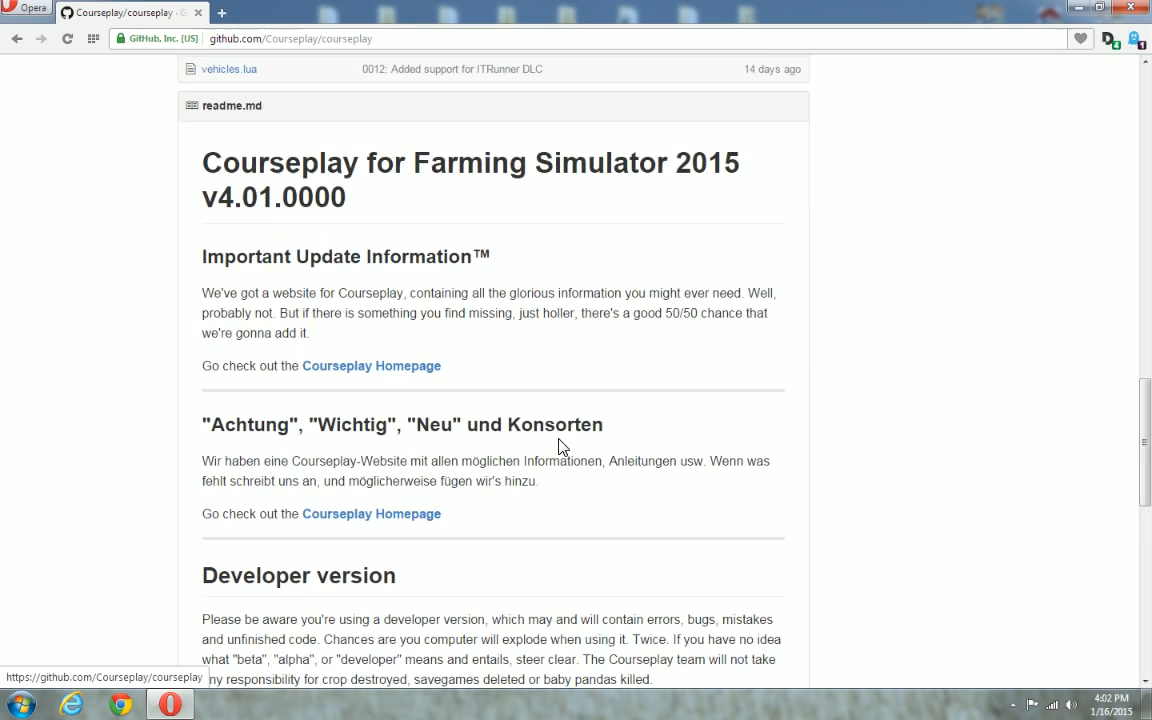 Opera
Courseplay/courseplay · G
GitHub, Inc. [US]
github.com/Courseplay/courseplay
D
4
1
vehicles.lua
0012: Added support for ITRunner DLC
14 days ago
readme.md
Courseplay for Farming Simulator 2015
v4.01.0000
Important Update Information™
We've got a website for Courseplay, containing all the glorious information you might ever need. Well,
probably not. But if there is something you find missing, just holler, there's a good 50/50 chance that
we're gonna add it.
Go check out the Courseplay Homepage
"Achtung", "Wichtig", "Neu" und Konsorten
Wir haben eine Courseplay-Website mit allen möglichen Informationen, Anleitungen usw. Wenn was
fehlt schreibt uns an, und möglicherweise fügen wir's hinzu.
Go check out the Courseplay Homepage
Developer version
Please be aware you're using a developer version, which may and will contain errors, bugs, mistakes
and unfinished code. Chances are you computer will explode when using it. Twice. If you have no idea
what "beta", "alpha", or "developer" means and entails, steer clear. The Courseplay team will not take
ny responsibility for crop destroyed, savegames deleted or baby pandas killed.
https://github.com/Courseplay/courseplay
4:02 PM
1/16/2015